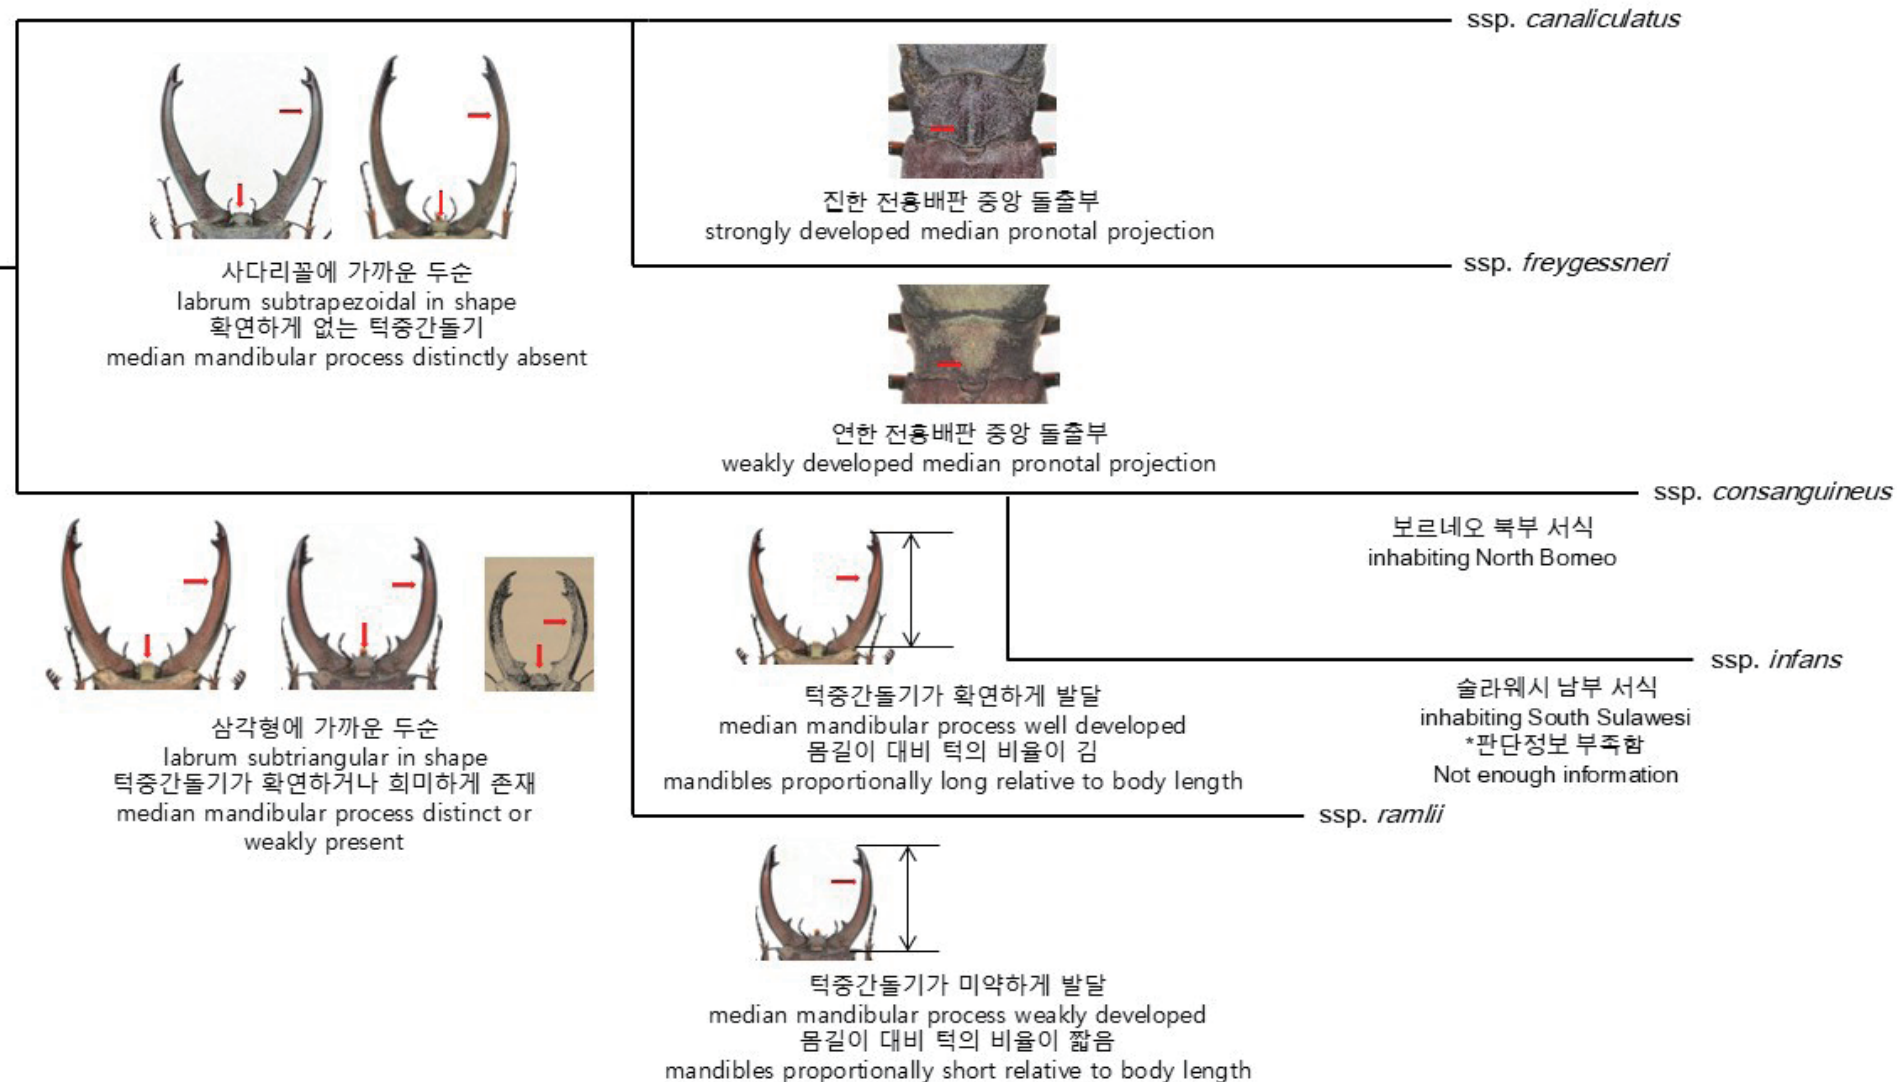 ssp. canaliculatus
진한 전흉배판 중앙 돌출부
strongly developed median pronotal projection
사다리꼴에 가까운 두순
labrum subtrapezoidal in shape
확연하게 없는 턱중간돌기
median mandibular process distinctly absent
ssp. freygessneri
연한 전흉배판 중앙 돌출부
weakly developed median pronotal projection
ssp. consanguineus
보르네오 북부 서식
inhabiting North Borneo
삼각형에 가까운 두순
labrum subtriangular in shape
턱중간돌기가 확연하거나 희미하게 존재
median mandibular process distinct or
weakly present
턱중간돌기가 확연하게 발달
median mandibular process well developed
몸길이 대비 턱의 비율이 김
mandibles proportionally long relative to body length
ssp. infans
술라웨시 남부 서식
inhabiting South Sulawesi
*판단정보 부족함
Not enough information
ssp. ramlii
턱중간돌기가 미약하게 발달
median mandibular process weakly developed
몸길이 대비 턱의 비율이 짧음
mandibles proportionally short relative to body length